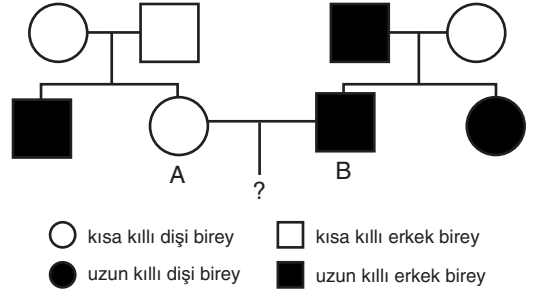 A
B
?
kısa kıllı dişi birey
kısa kıllı erkek birey
uzun kıllı dişi birey
uzun kıllı erkek birey